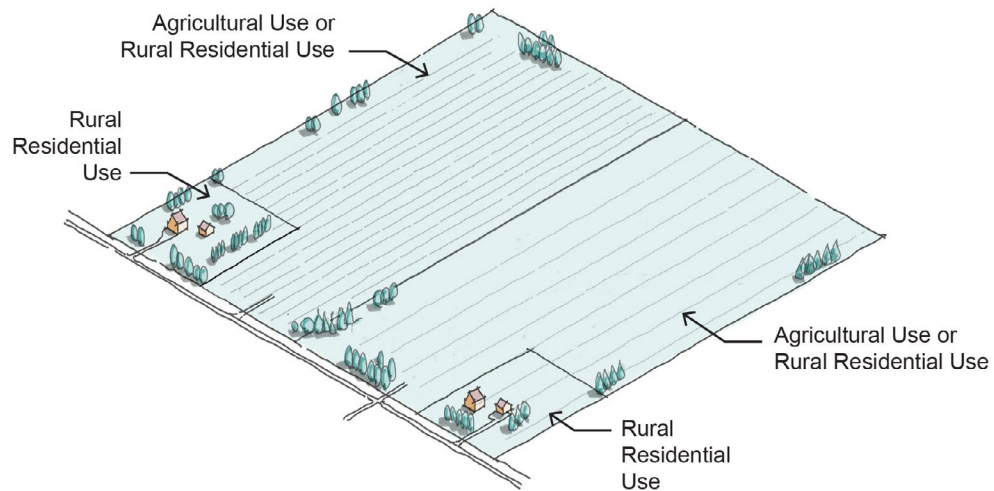 Agricultural Use or
Rural Residential Use
Rural
Residential
Use
Agricultural Use or
Rural Residential Use
Rural
Residential
Use